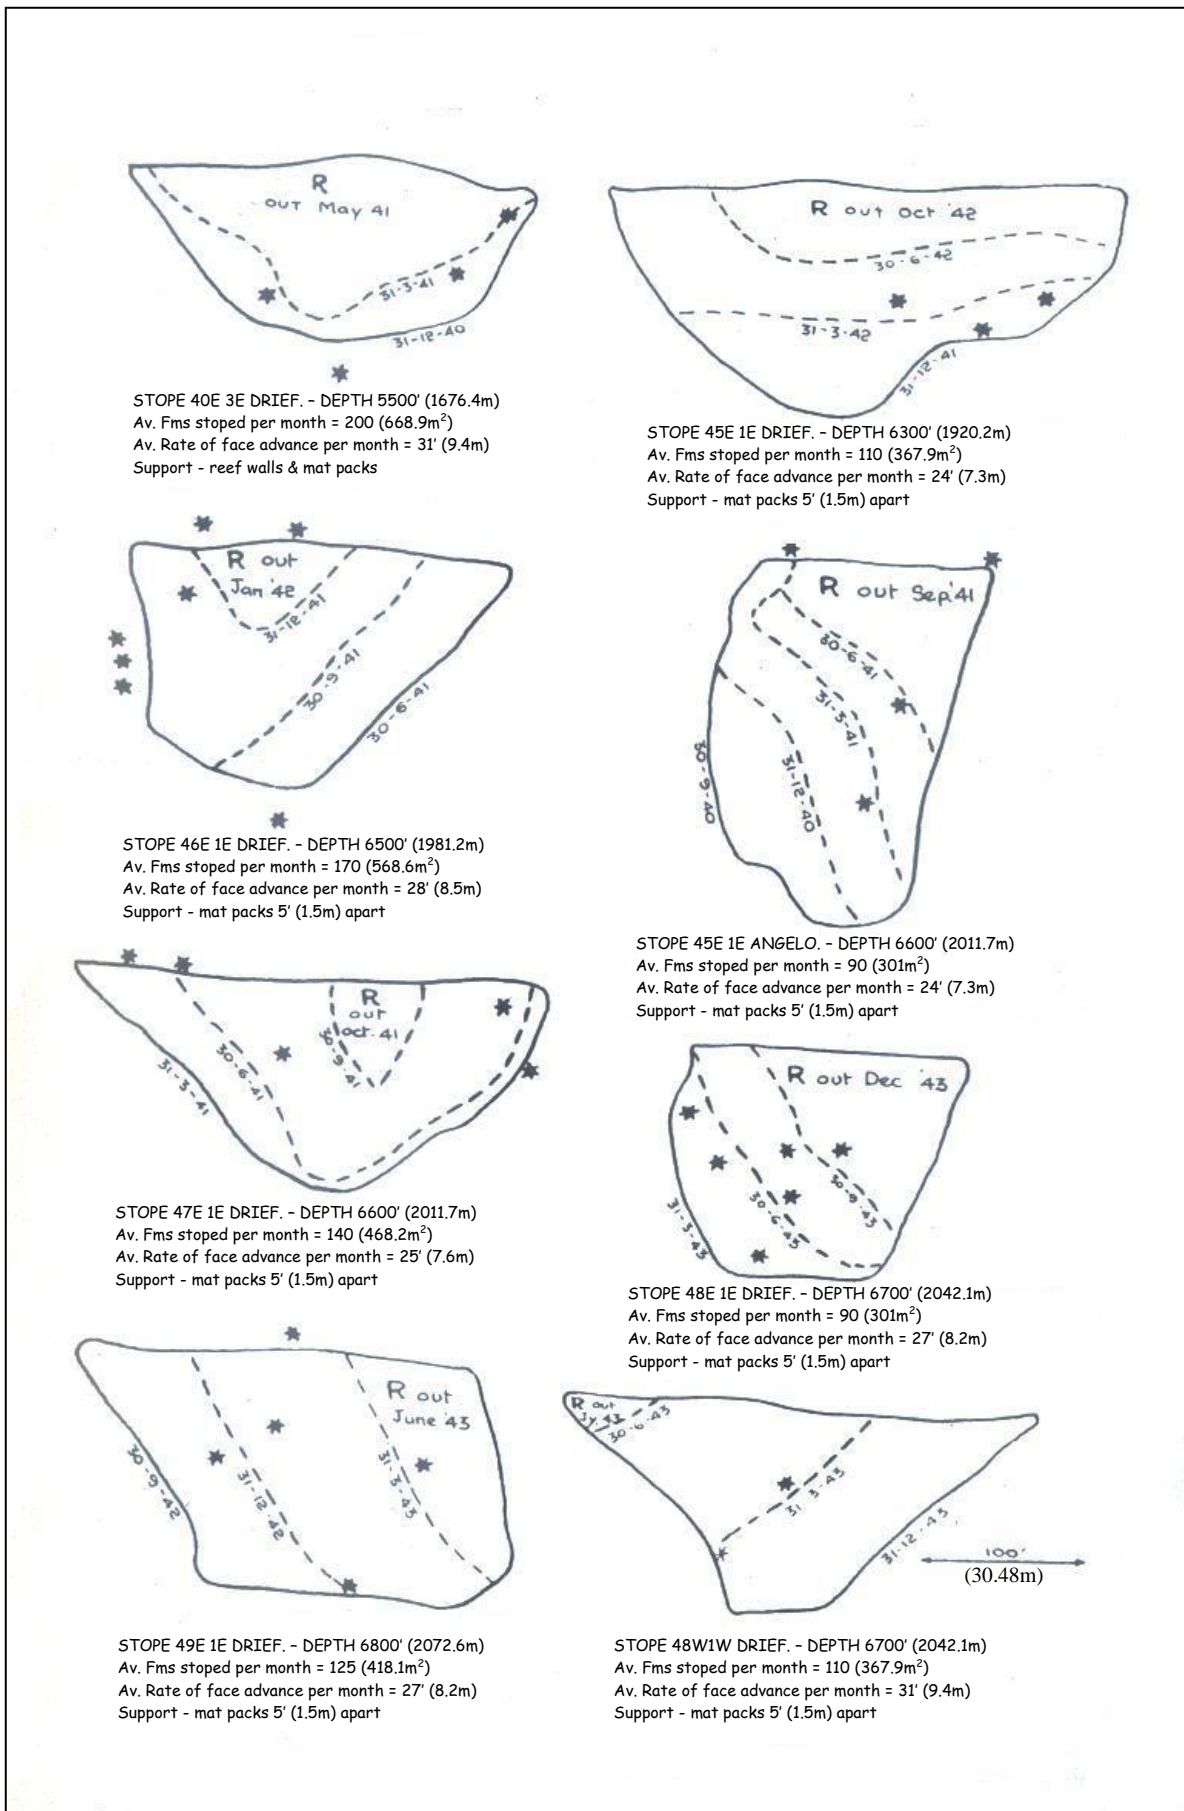 R
out May 41
31-3-41
31-12-40
STOPE 40E 3E DRIEF. – DEPTH 5500' (1676.4m)
Av. Fms stoped per month = 200 (668.9m²)
Av. Rate of face advance per month = 31' (9.4m)
Support - reef walls & mat packs
R out Oct '42
30-6-42
31-3-42
31-12-41
STOPE 45E 1E DRIEF. – DEPTH 6300' (1920.2m)
Av. Fms stoped per month = 110 (367.9m²)
Av. Rate of face advance per month = 24' (7.3m)
Support - mat packs 5' (1.5m) apart
R out
Jan '42
31-12-41
30-9-41
30-6-41
STOPE 46E 1E DRIEF. – DEPTH 6500' (1981.2m)
Av. Fms stoped per month = 170 (568.6m²)
Av. Rate of face advance per month = 28' (8.5m)
Support - mat packs 5' (1.5m) apart
R out Sep '41
30-6-41
31-3-41
31-12-40
30-9-40
STOPE 45E 1E ANGELO. – DEPTH 6600' (2011.7m)
Av. Fms stoped per month = 90 (301m²)
Av. Rate of face advance per month = 24' (7.3m)
Support - mat packs 5' (1.5m) apart
R
out
Oct. 41
30-9-41
30-6-41
31-3-41
STOPE 47E 1E DRIEF. – DEPTH 6600' (2011.7m)
Av. Fms stoped per month = 140 (468.2m²)
Av. Rate of face advance per month = 25' (7.6m)
Support - mat packs 5' (1.5m) apart
R out Dec '43
30-9-43
30-6-43
31-3-43
STOPE 48E 1E DRIEF. – DEPTH 6700' (2042.1m)
Av. Fms stoped per month = 90 (301m²)
Av. Rate of face advance per month = 27' (8.2m)
Support - mat packs 5' (1.5m) apart
R out
June '43
31-3-43
31-12-42
30-9-42
STOPE 49E 1E DRIEF. – DEPTH 6800' (2072.6m)
Av. Fms stoped per month = 125 (418.1m²)
Av. Rate of face advance per month = 27' (8.2m)
Support - mat packs 5' (1.5m) apart
R out
Jy. 43
30-6-43
31-3-43
31-12-43
100'
(30.48m)
STOPE 48W1W DRIEF. – DEPTH 6700' (2042.1m)
Av. Fms stoped per month = 110 (367.9m²)
Av. Rate of face advance per month = 31' (9.4m)
Support - mat packs 5' (1.5m) apart